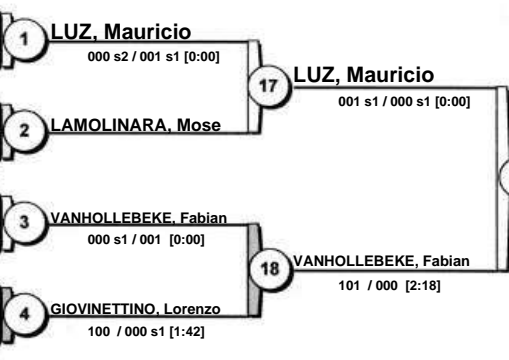 1
LUZ, Mauricio
000 s2 / 001 s1 [0:00]
2
LAMOLINARA, Mose
17
LUZ, Mauricio
001 s1 / 000 s1 [0:00]
3
VANHOLLEBEKE, Fabian
000 s1 / 001 [0:00]
4
GIOVINETTINO, Lorenzo
100 / 000 s1 [1:42]
18
VANHOLLEBEKE, Fabian
101 / 000 [2:18]